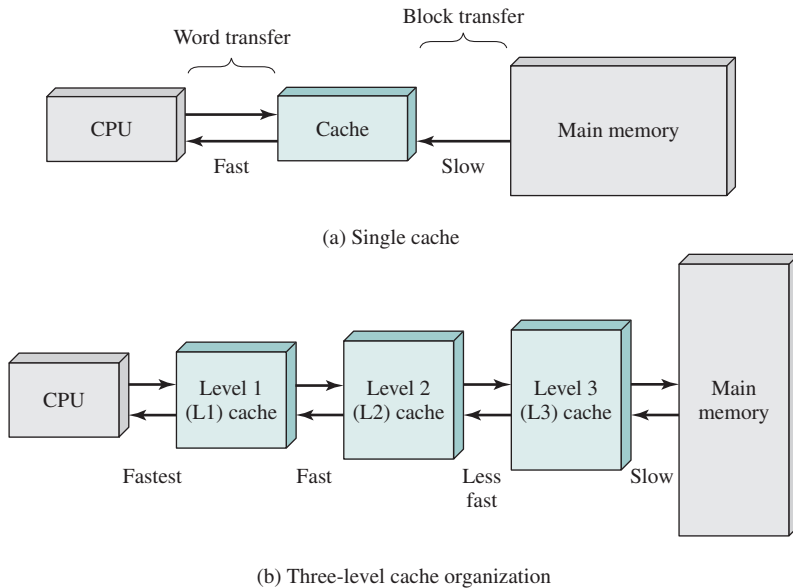 Block transfer
Word transfer
CPU
Cache
Main memory
Fast
Slow
(a) Single cache
CPU
Level 1
(L1) cache
Level 2
(L2) cache
Level 3
(L3) cache
Main
memory
Fastest
Fast
Less
fast
Slow
(b) Three-level cache organization